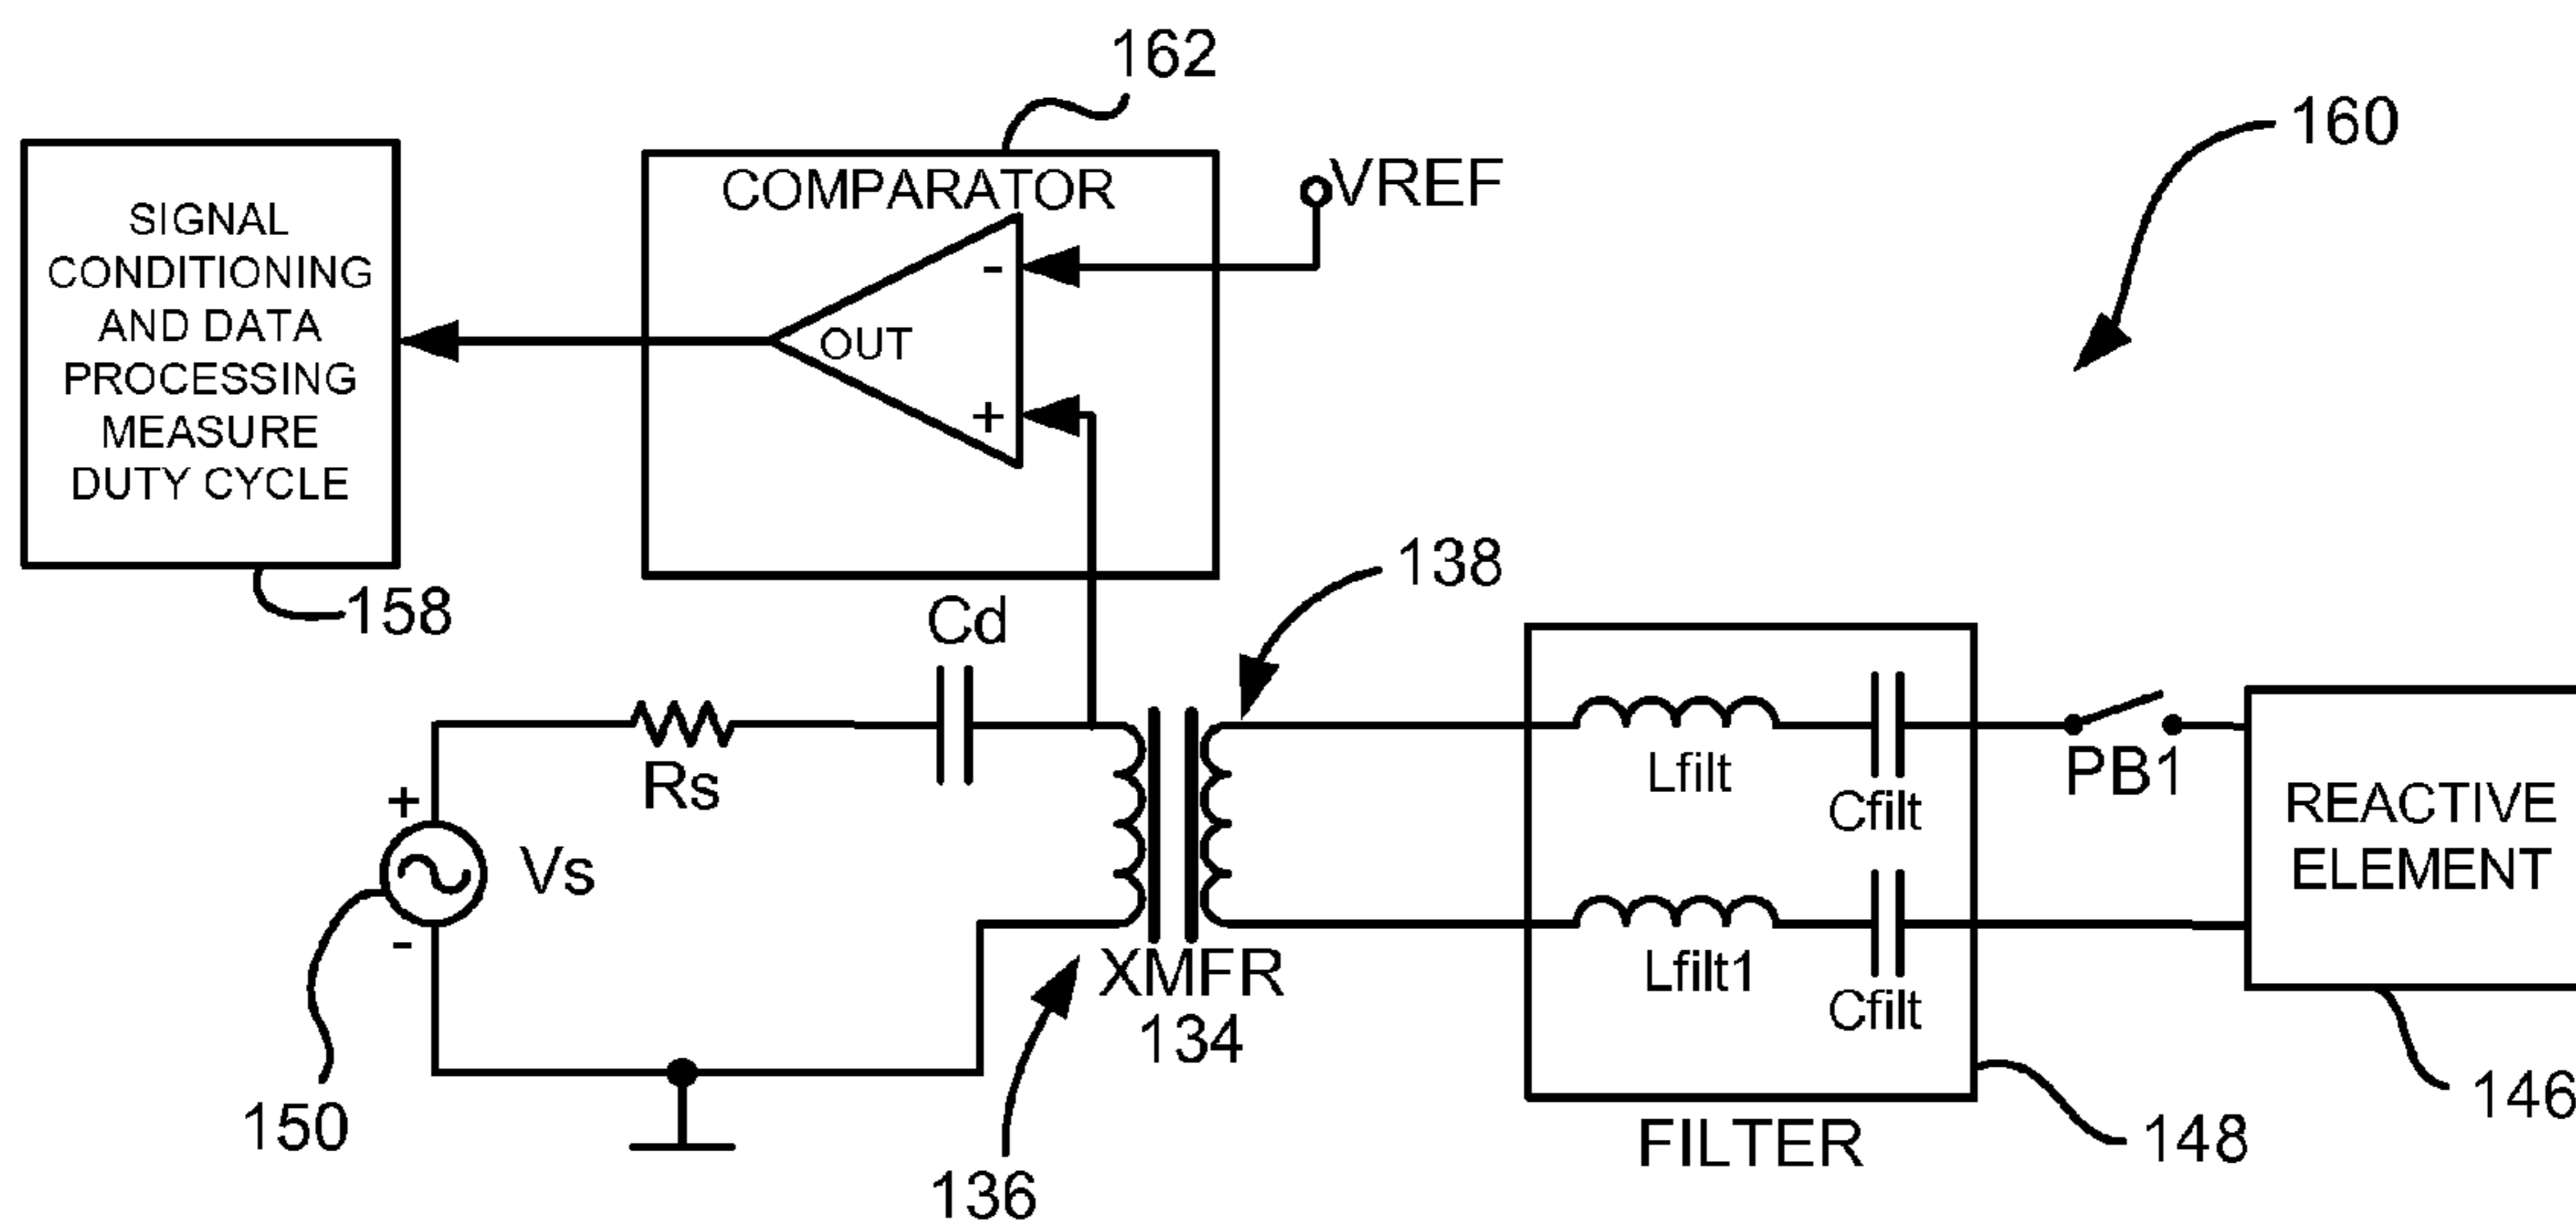 162
160
COMPARATOR
VREF
-
OUT
+
SIGNAL
CONDITIONING
AND DATA
PROCESSING
MEASURE
DUTY CYCLE
158
138
Cd
Rs
+
Vs
-
150
XMFR
134
136
Lfilt
Cfilt
Lfilt1
Cfilt
FILTER
148
PB1
REACTIVE
ELEMENT
146